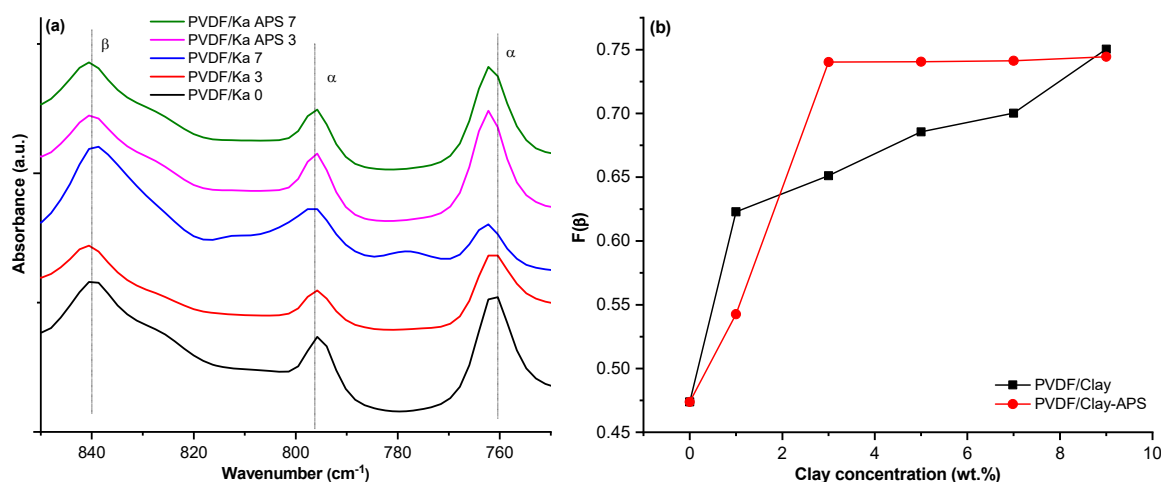 (a)
PVDF/Ka APS 7
PVDF/Ka APS 3
PVDF/Ka 7
PVDF/Ka 3
PVDF/Ka 0
β
α
α
Absorbance (a.u.)
840 820 800 780 760
Wavenumber (cm⁻¹)
(b)
0.75
0.70
0.65
0.60
0.55
0.50
0.45
F(β)
PVDF/Clay
PVDF/Clay-APS
0 2 4 6 8 10
Clay concentration (wt.%)